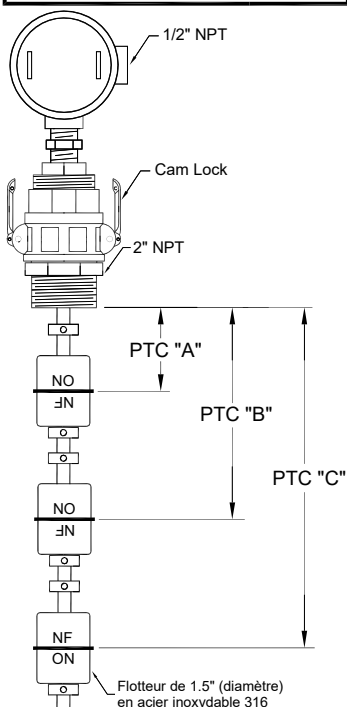 1/2" NPT
Cam Lock
2" NPT
PTC "A"
NO
NF
PTC "B"
NO
NF
PTC "C"
NF
NO
Flotteur de 1.5" (diamètre)
en acier inoxydable 316